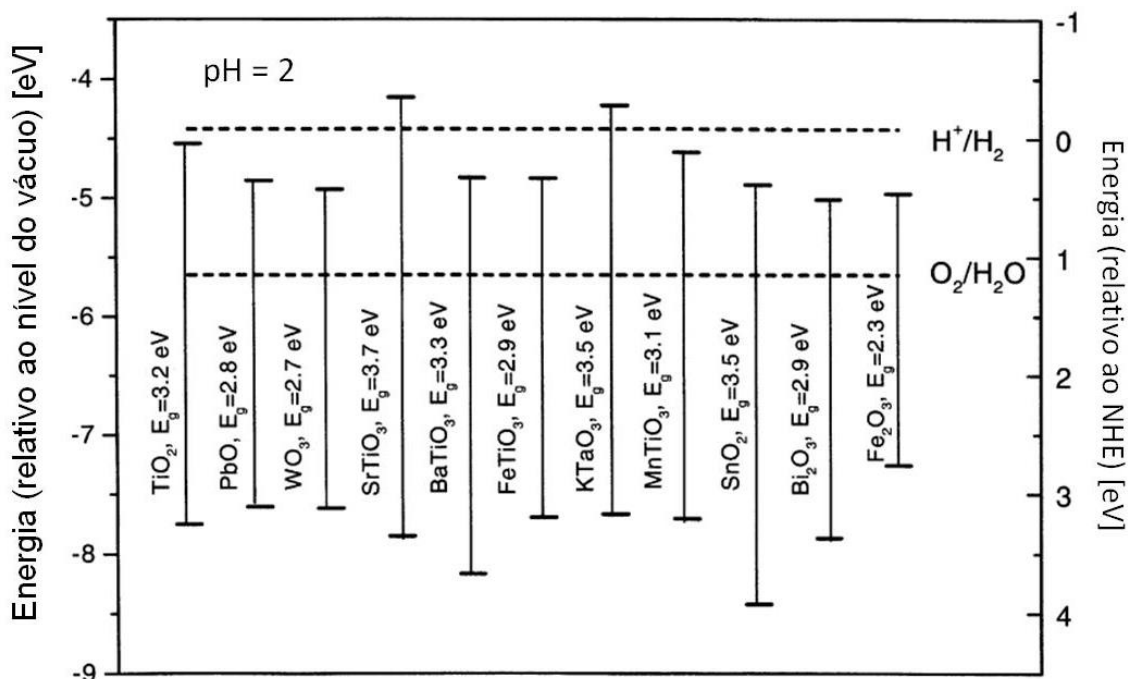 Energia (relativo ao nível do vácuo) [eV]
-4
-5
-6
-7
-8
-9
pH = 2
TiO₂, E_g=3.2 eV
PbO, E_g=2.8 eV
WO₃, E_g=2.7 eV
SrTiO₃, E_g=3.7 eV
BaTiO₃, E_g=3.3 eV
FeTiO₃, E_g=2.9 eV
KTaO₃, E_g=3.5 eV
MnTiO₃, E_g=3.1 eV
SnO₂, E_g=3.5 eV
Bi₂O₃, E_g=2.9 eV
Fe₂O₃, E_g=2.3 eV
H⁺/H₂
O₂/H₂O
-1
0
1
2
3
4
Energia (relativo ao NHE) [eV]